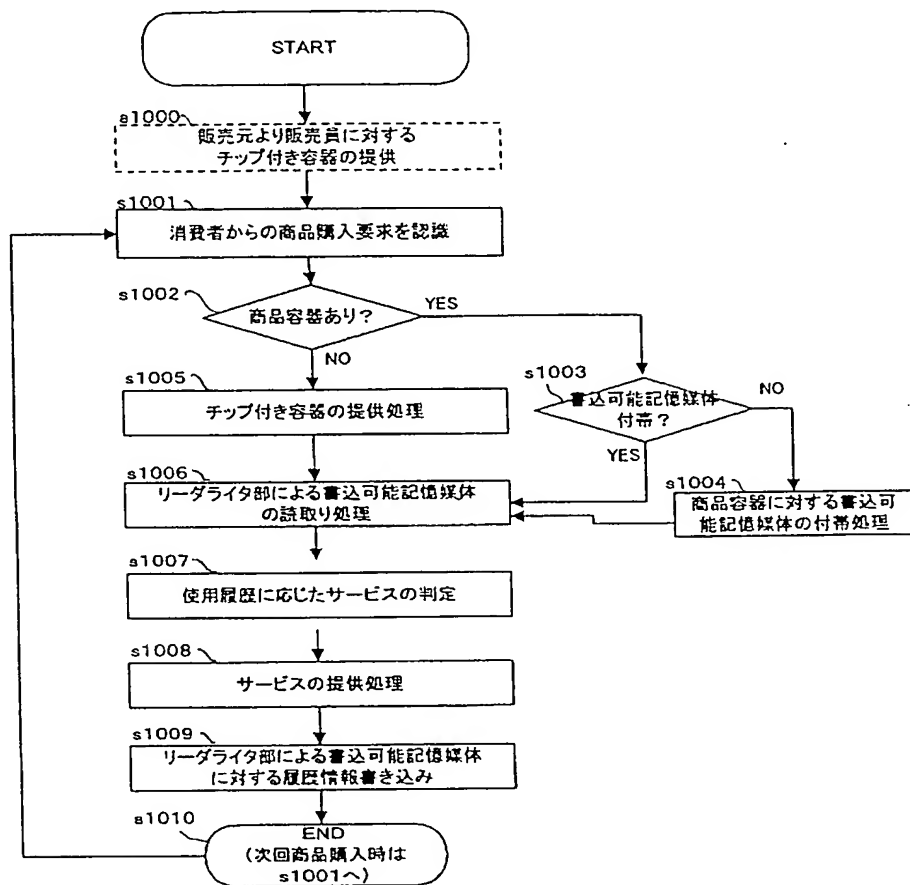 START
s1000
販売元より販売員に対する
チップ付き容器の提供
s1001
消費者からの商品購入要求を認識
s1002
商品容器あり?
YES
NO
s1003
書込可能記憶媒体
付帯?
NO
YES
s1004
商品容器に対する書込可
能記憶媒体の付帯処理
s1005
チップ付き容器の提供処理
s1006
リーダライタ部による書込可能記憶媒体
の読取り処理
s1007
使用履歴に応じたサービスの判定
s1008
サービスの提供処理
s1009
リーダライタ部による書込可能記憶媒体
に対する履歴情報書き込み
s1010
END
(次回商品購入時は
s1001へ)